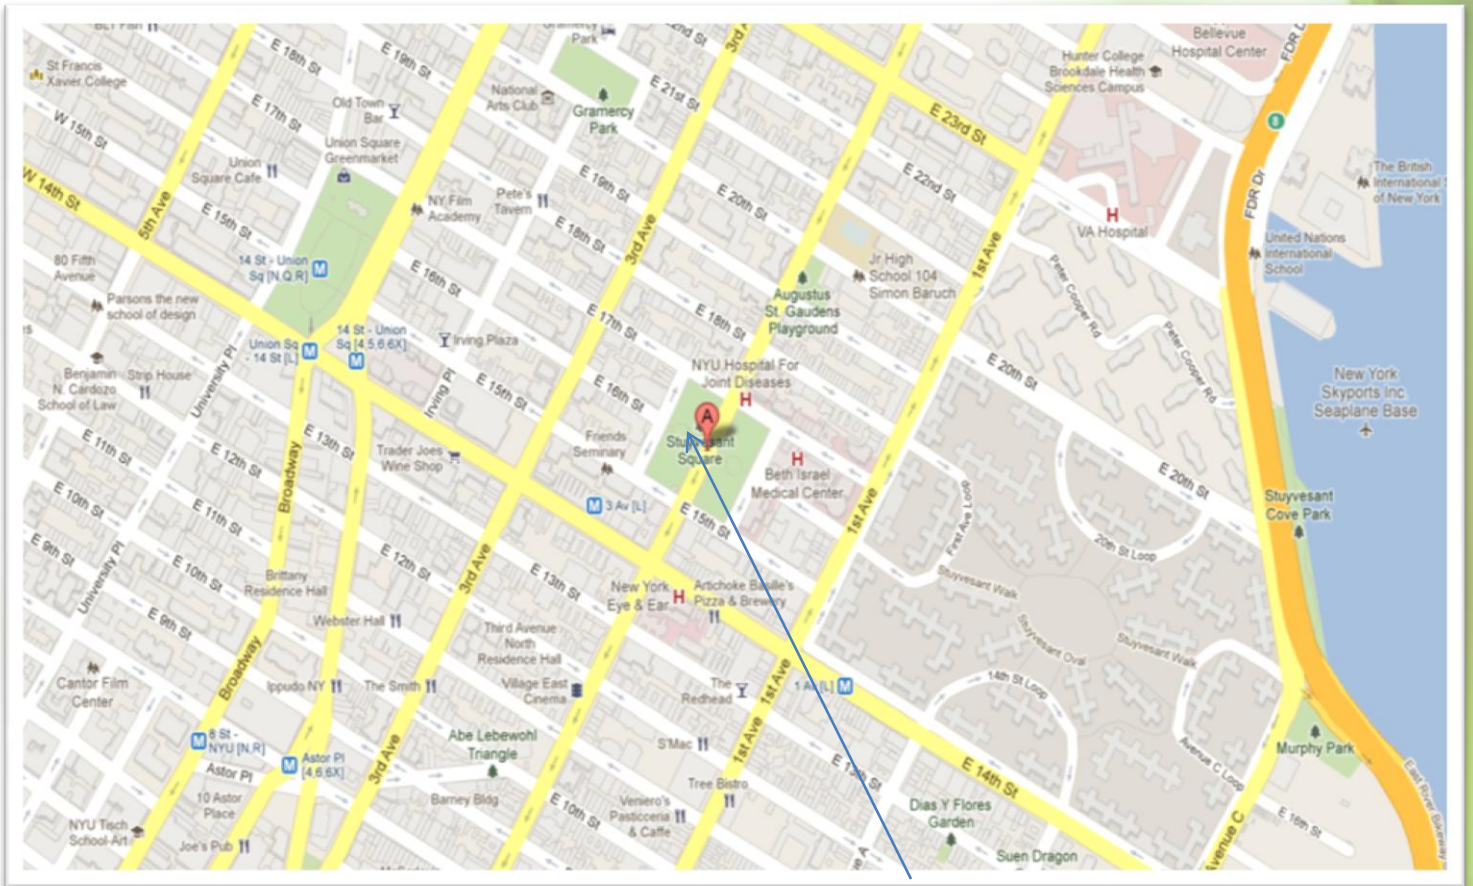 E 18th St
E 19th St
Gramercy
Park
3rd A
Bellevue
Hospital Center
FDR D
St Francis
Xavier College
E 17th St
Old Town
Bar
National
Arts Club
E 21st St
Gramercy
Park
Hunter College
Brookdale Health
Sciences Campus
E 23rd St
W 15th St
Union
Square Cafe
Union Square
Greenmarket
Pete's
Tavern
NY Film
Academy
E 19th St
E 20th St
E 22nd St
The British
International
of New York
W 14th St
5th Ave
E 15th St
E 18th St
3rd Ave
VA Hospital
FDR Dr
United Nations
International
School
80 Fifth
Avenue
14 St - Union
Sq [N,Q,R]
E 16th St
Jr High
School 104
Simon Baruch
1st Ave
Peter Cooper Rd
Parsons the new
school of design
Augustus
St. Gaudens
Playground
E 17th St
E 18th St
Union Sq
- 14 St [L]
14 St - Union
Sq [4,5,6,6X]
Irving Plaza
Peter Cooper Rd
Benjamin
N. Cardozo
School of Law
Strip House
University Pl
Irving Pl
E 15th St
E 16th St
NYU Hospital For
Joint Diseases
E 20th St
New York
Skyports Inc
Seaplane Base
A
Stuyvesant
Square
E 11th St
E 12th St
E 13th St
Broadway
Trader Joes
Wine Shop
Friends
Seminary
Beth Israel
Medical Center
1st Ave
First Ave Loop
E 20th St
Stuyvesant
Cove Park
E 10th St
E 11th St
3 Av [L]
E 15th St
20th St Loop
E 9th St
University Pl
E 10th St
Brittany
Residence Hall
E 12th St
3rd Ave
E 13th St
New York
Eye & Ear
Artichoke Basille's
Pizza & Brewery
Stuyvesant Walk
Stuyvesant Oval
Stuyvesant Walk
E 9th St
Webster Hall
Third Avenue
North
Residence Hall
Cantor Film
Center
Broadway
Ippudo NY
The Smith
Village East
Cinema
The
Redhead
1st Ave
1 Av [L]
14th St Loop
8 St -
NYU [N,R]
Astor Pl
Astor Pl
[4,6,6X]
3rd Ave
Abe Lebewohl
Triangle
S'Mac
1st Ave
E 13th St
E 14th St
Avenue C Loop
Murphy Park
10 Astor
Place
Barney Bldg
E 10th St
Tree Bistro
Veniero's
Pasticceria
& Caffe
Dias Y Flores
Garden
E 16th St
East River Bikeway
NYU Tisch
School-Art
Joe's Pub
Suen Dragon
Avenue C